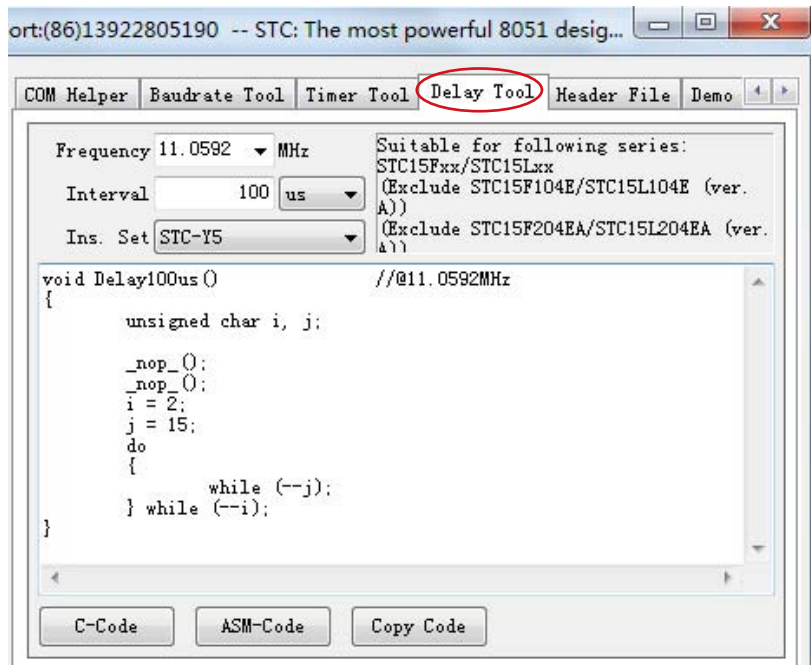 ort:(86)13922805190 -- STC: The most powerful 8051 desig...
COM Helper Baudrate Tool Timer Tool Delay Tool Header File Demo
Frequency 11.0592 MHz
Interval 100 us
Ins. Set STC-Y5
Suitable for following series:
STC15Fxx/STC15Lxx
(Exclude STC15F104E/STC15L104E (ver.
A))
(Exclude STC15F204EA/STC15L204EA (ver.
A))
void Delay100us() //@11.0592MHz
{
unsigned char i, j;
_nop_();
_nop_();
i = 2;
j = 15;
do
{
while (--j);
} while (--i);
}
C-Code ASM-Code Copy Code